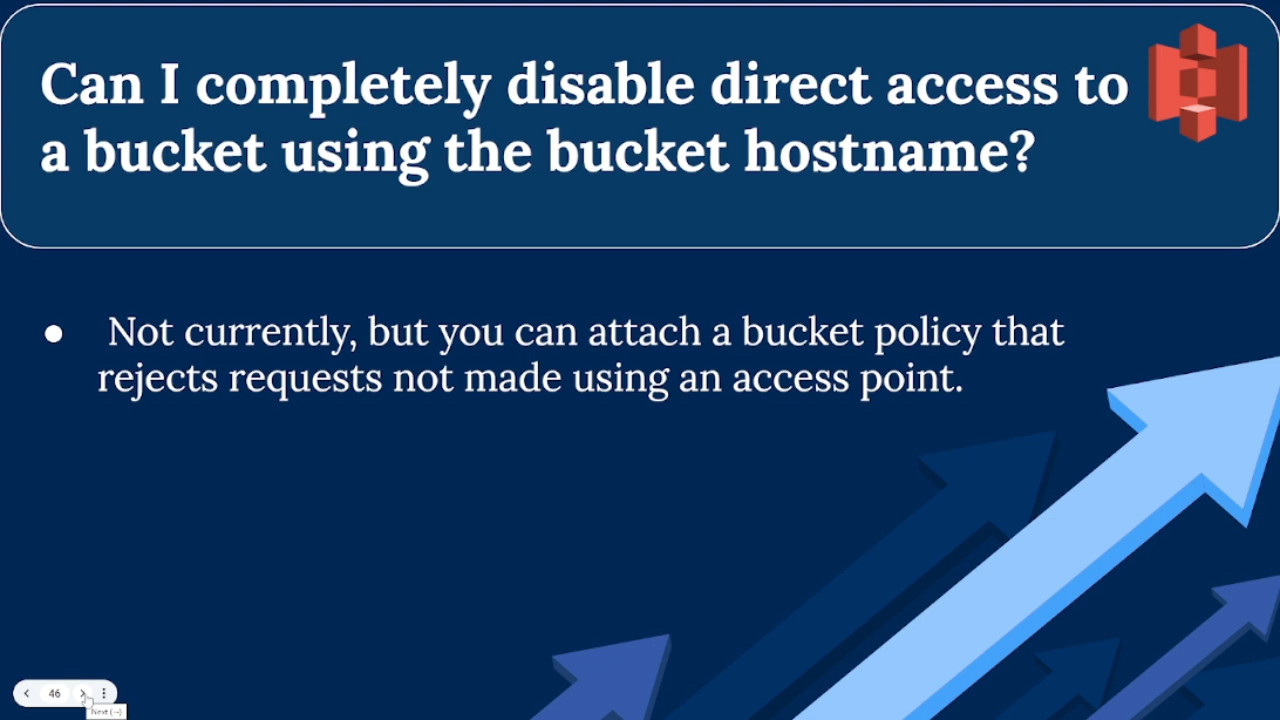 Can I completely disable direct access to
a bucket using the bucket hostname?
● Not currently, but you can attach a bucket policy that
rejects requests not made using an access point.
46
Next (→)